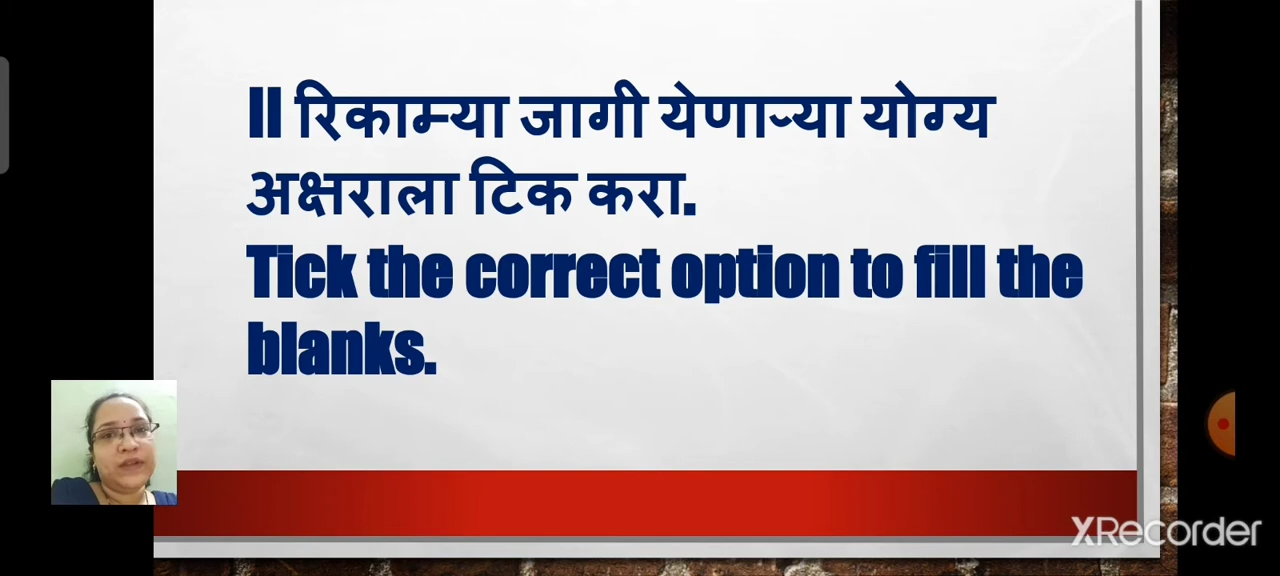 II रिकाम्या जागी येणाऱ्या योग्य
अक्षराला टिक करा.
Tick the correct option to fill the
blanks.
XRecorder